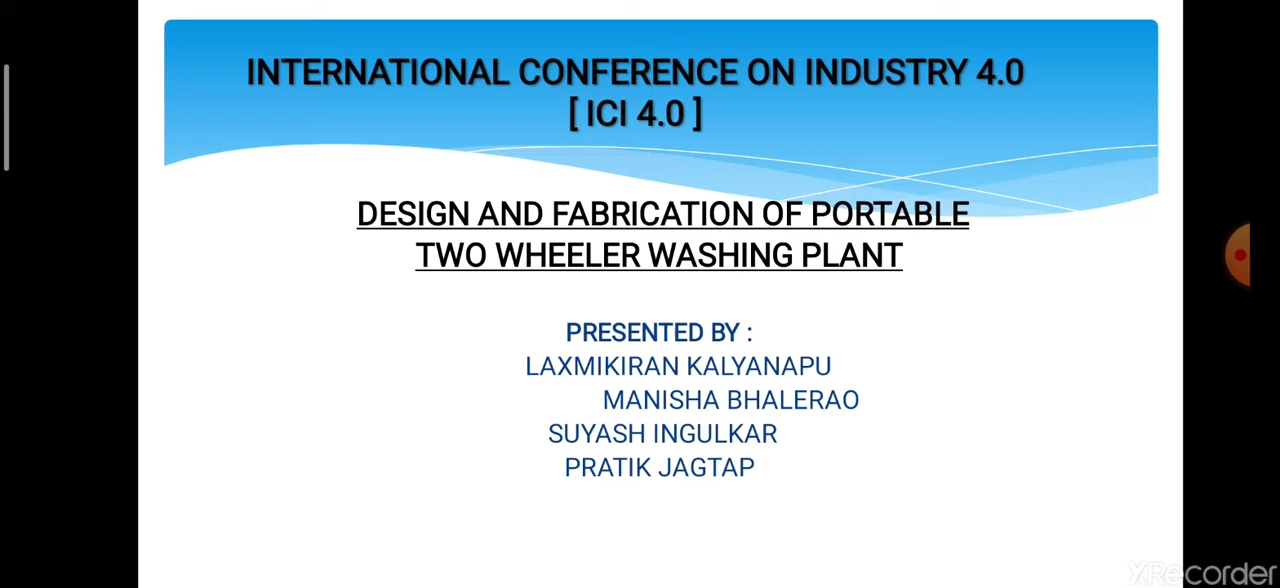 INTERNATIONAL CONFERENCE ON INDUSTRY 4.0
[ ICI 4.0 ]
DESIGN AND FABRICATION OF PORTABLE
TWO WHEELER WASHING PLANT
PRESENTED BY :
LAXMIKIRAN KALYANAPU
MANISHA BHALERAO
SUYASH INGULKAR
PRATIK JAGTAP
XRecorder